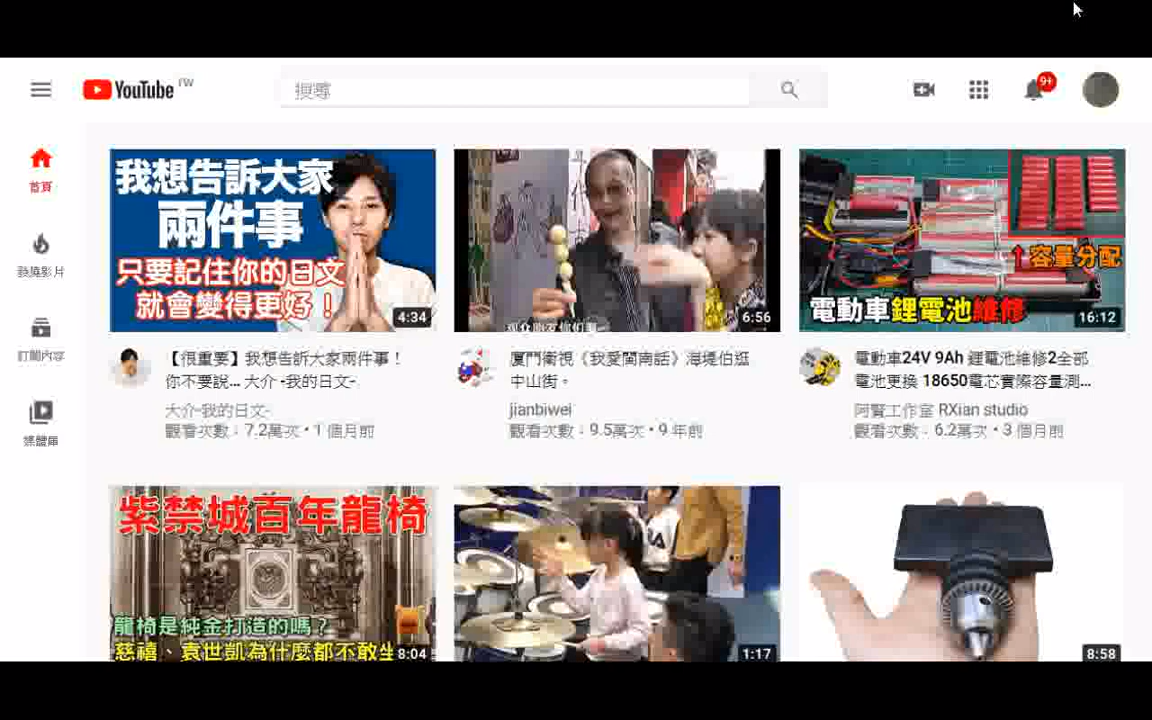 YouTube TW
搜尋
9+
首頁
發燒影片
訂閱內容
媒體庫
我想告訴大家
兩件事
只要記住你的日文
就會變得更好！
4:34
6:56
↑容量分配
電動車鋰電池維修
16:12
【很重要】我想告訴大家兩件事！
你不要說... 大介 -我的日文-
大介-我的日文-
觀看次數：7.2萬次 • 1 個月前
廈門衛視《我愛閩南話》海堤伯逛
中山街。
jianbiwei
觀看次數：9.5萬次 • 9 年前
電動車24V 9Ah 鋰電池維修2全部
電池更換 18650電芯實際容量測...
阿賢工作室 RXian studio
觀看次數：6.2萬次 • 3 個月前
紫禁城百年龍椅
龍椅是純金打造的嗎？
慈禧、袁世凱為什麼都不敢坐
8:04
1:17
8:58